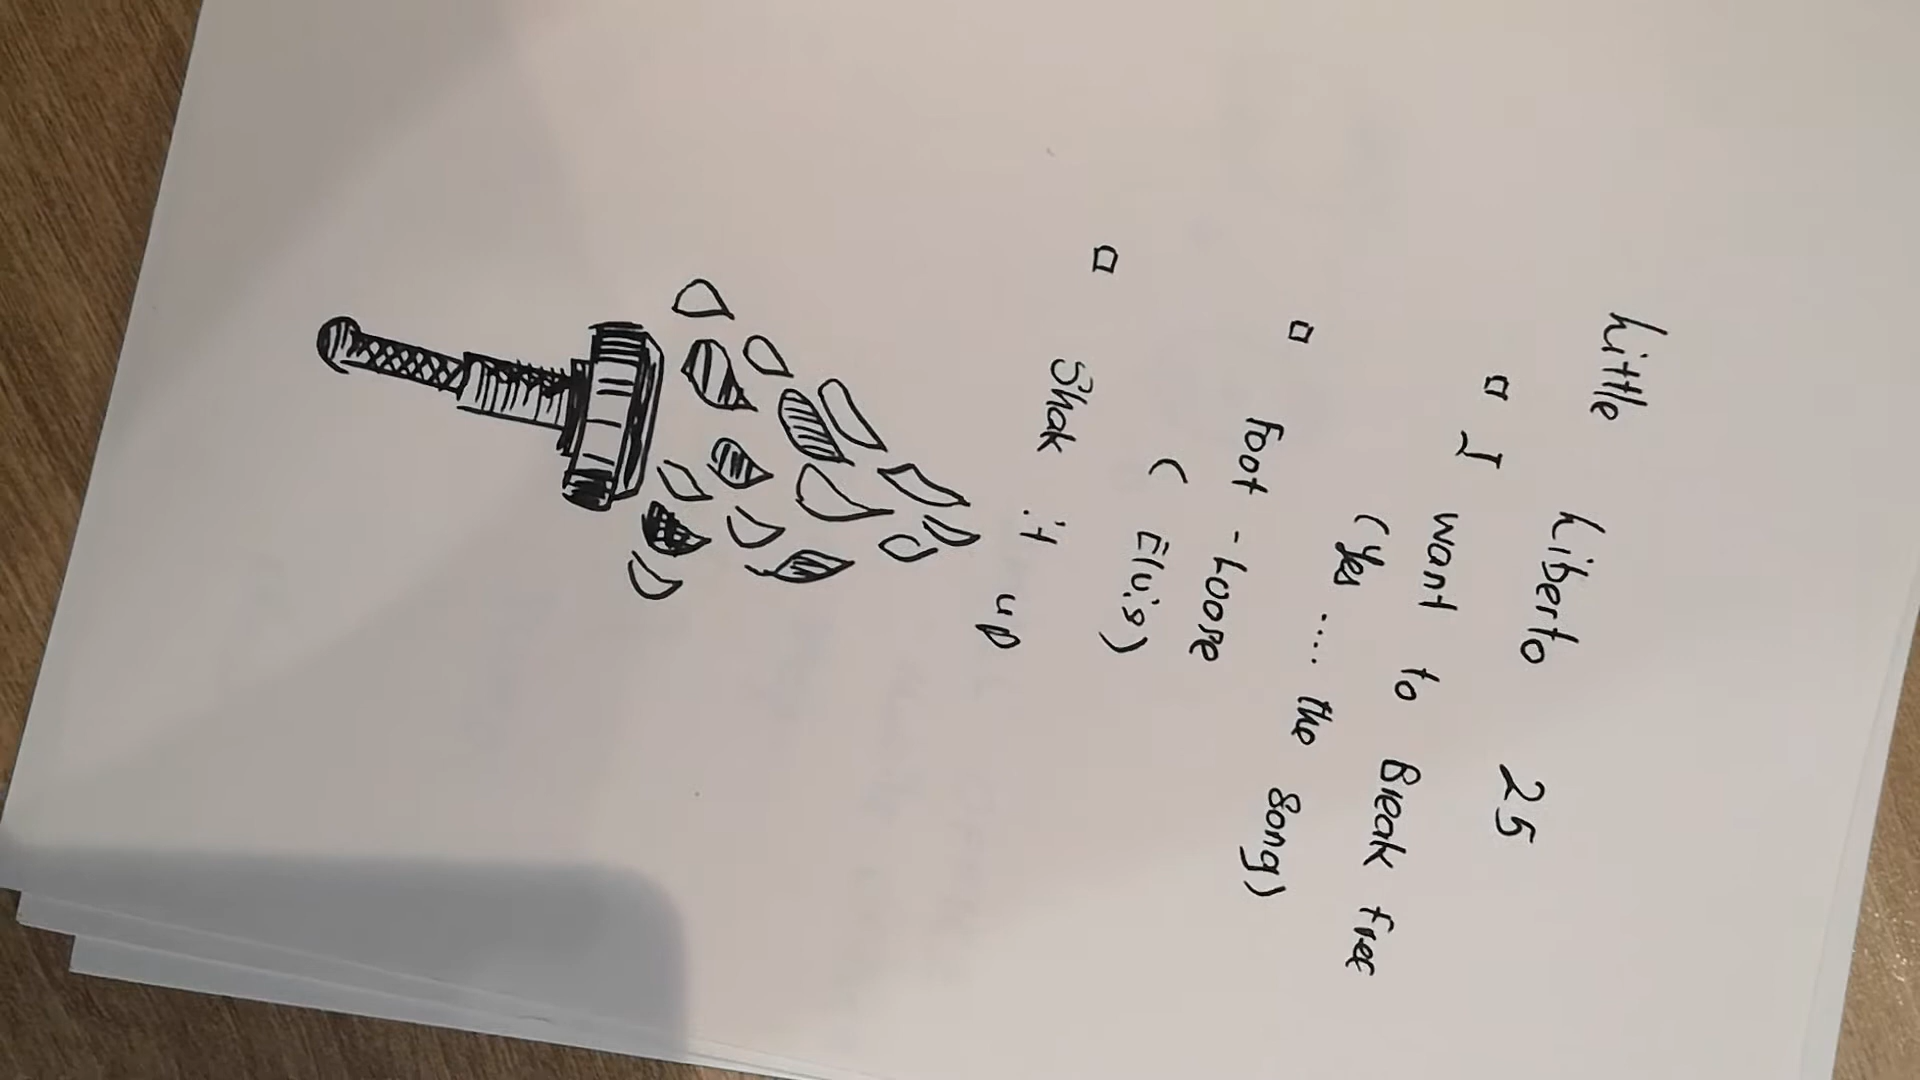 Little Liberto 25
I want to Break free
(Yes ..... the song)
foot - Loose
( Elvis)
Shak it up